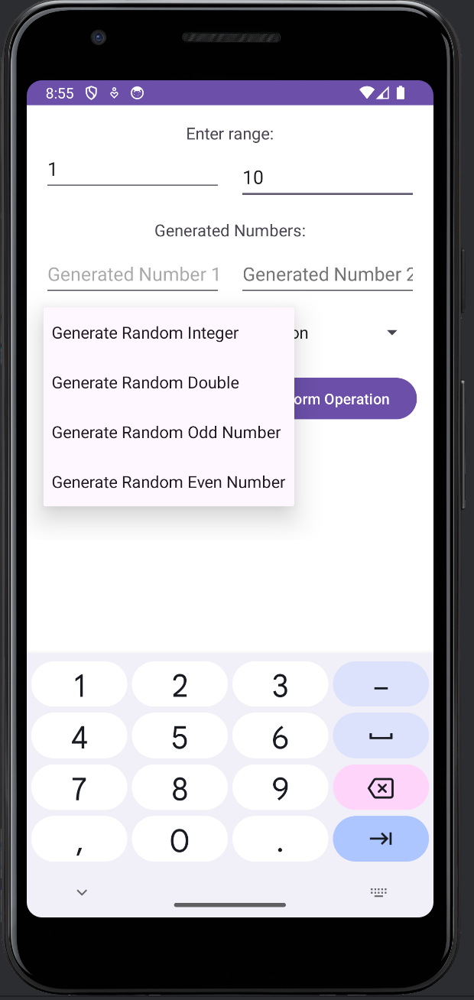 8:55
Enter range:
1
10
Generated Numbers:
Generated Number 1
Generated Number 2
Generate Random Integer
on
Generate Random Double
orm Operation
Generate Random Odd Number
Generate Random Even Number
1 2 3 –
4 5 6
7 8 9
, 0 .